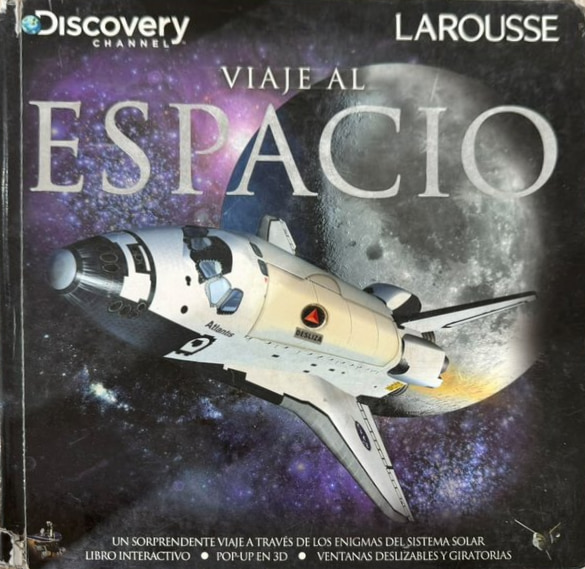 Discovery
CHANNEL
LAROUSSE
VIAJE AL
ESPACIO
Atlantis
DESLIZA
UN SORPRENDENTE VIAJE A TRAVÉS DE LOS ENIGMAS DEL SISTEMA SOLAR
LIBRO INTERACTIVO • POP-UP EN 3D • VENTANAS DESLIZABLES Y GIRATORIAS